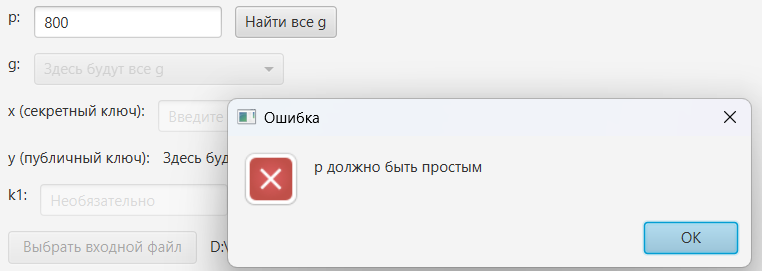 p:
800
Найти все g
g:
Здесь будут все g
x (секретный ключ):
Введите
Ошибка
p должно быть простым
y (публичный ключ):
Здесь буд
k1:
Необязательно
OK
Выбрать входной файл
D:\